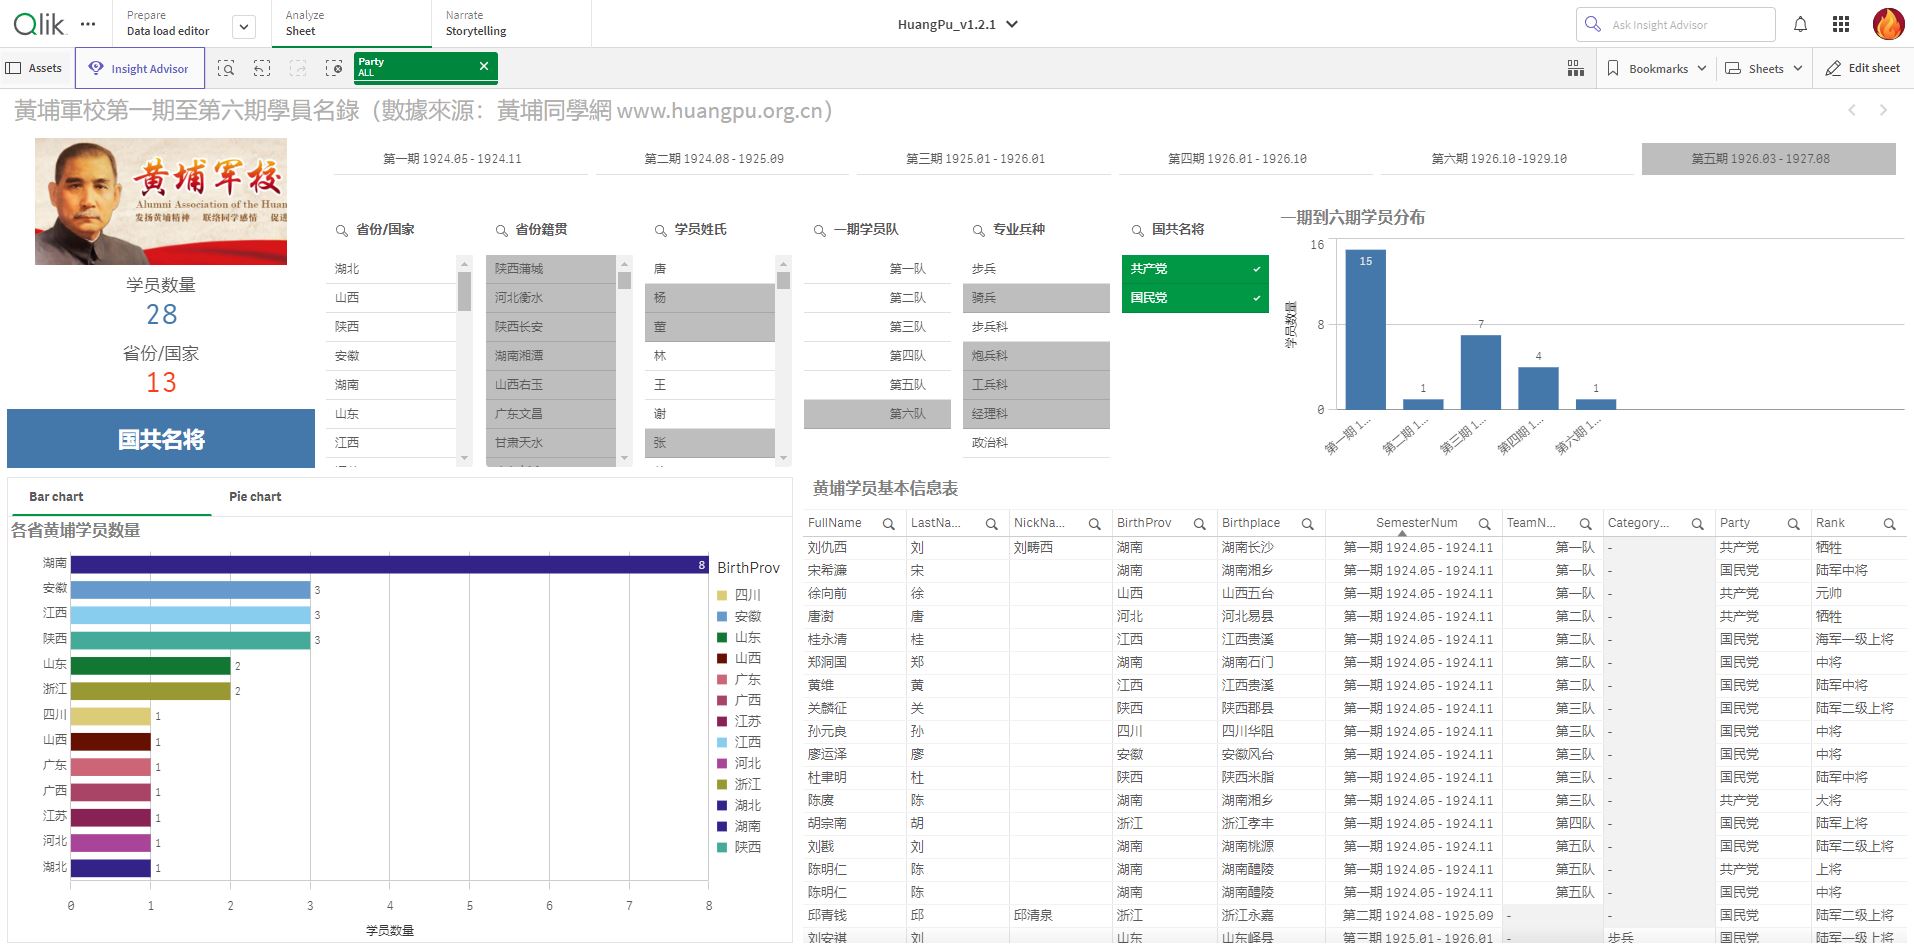 Qlik
Prepare
Data load editor
Analyze
Sheet
Narrate
Storytelling
HuangPu_v1.2.1
Ask Insight Advisor
Assets
Insight Advisor
Party
ALL
Bookmarks
Sheets
Edit sheet
黃埔軍校第一期至第六期學員名錄（數據來源：黃埔同學網 www.huangpu.org.cn）
黄埔军校
Alumni Association of the Huan
发扬黄埔精神 联络同学感情 促进
学员数量
28
省份/国家
13
国共名将
第一期 1924.05 - 1924.11
第二期 1924.08 - 1925.09
第三期 1925.01 - 1926.01
第四期 1926.01 - 1926.10
第六期 1926.10 -1929.10
第五期 1926.03 - 1927.08
省份/国家
湖北
山西
陕西
安徽
湖南
山东
江西
省份籍贯
陕西蒲城
河北衡水
陕西长安
湖南湘潭
山西右玉
广东文昌
甘肃天水
学员姓氏
唐
杨
董
林
王
谢
张
一期学员队
第一队
第二队
第三队
第四队
第五队
第六队
专业兵种
步兵
骑兵
步兵科
炮兵科
工兵科
经理科
政治科
国共名将
共产党
国民党
一期到六期学员分布
学员数量
16
8
0
15
1
7
4
1
第一期 1...
第二期 1...
第三期 1...
第四期 1...
第六期 1...
Bar chart
Pie chart
各省黄埔学员数量
湖南 8
安徽 3
江西 3
陕西 3
山东 2
浙江 2
四川 1
山西 1
广东 1
广西 1
江苏 1
河北 1
湖北 1
0 1 2 3 4 5 6 7 8
学员数量
BirthProv
四川
安徽
山东
山西
广东
广西
江苏
江西
河北
浙江
湖北
湖南
陕西
黄埔学员基本信息表
FullName LastNa... NickNa... BirthProv Birthplace SemesterNum TeamN... Category... Party Rank
刘仇西 刘 刘畴西 湖南 湖南长沙 第一期 1924.05 - 1924.11 第一队 - 共产党 牺牲
宋希濂 宋 湖南 湖南湘乡 第一期 1924.05 - 1924.11 第一队 - 国民党 陆军中将
徐向前 徐 山西 山西五台 第一期 1924.05 - 1924.11 第一队 - 共产党 元帅
唐澍 唐 河北 河北易县 第一期 1924.05 - 1924.11 第一队 - 共产党 牺牲
桂永清 桂 江西 江西贵溪 第一期 1924.05 - 1924.11 第二队 - 国民党 海军一级上将
郑洞国 郑 湖南 湖南石门 第一期 1924.05 - 1924.11 第二队 - 国民党 中将
黄维 黄 江西 江西贵溪 第一期 1924.05 - 1924.11 第二队 - 国民党 陆军中将
关麟征 关 陕西 陕西郡县 第一期 1924.05 - 1924.11 第三队 - 国民党 陆军二级上将
孙元良 孙 四川 四川华阳 第一期 1924.05 - 1924.11 第三队 - 国民党 中将
廖运泽 廖 安徽 安徽风台 第一期 1924.05 - 1924.11 第三队 - 国民党 中将
杜聿明 杜 陕西 陕西米脂 第一期 1924.05 - 1924.11 第三队 - 国民党 陆军中将
陈赓 陈 湖南 湖南湘乡 第一期 1924.05 - 1924.11 第三队 - 共产党 大将
胡宗南 胡 浙江 浙江孝丰 第一期 1924.05 - 1924.11 第四队 - 国民党 陆军上将
刘戡 刘 湖南 湖南桃源 第一期 1924.05 - 1924.11 第五队 - 国民党 陆军二级上将
陈明仁 陈 湖南 湖南醴陵 第一期 1924.05 - 1924.11 第五队 - 共产党 上将
陈明仁 陈 湖南 湖南醴陵 第一期 1924.05 - 1924.11 第五队 - 国民党 中将
邱青钱 邱 邱清泉 浙江 浙江永嘉 第二期 1924.08 - 1925.09 - - 国民党 陆军二级上将
刘安祺 刘 山东 山东峄县 第三期 1925.01 - 1926.01 - 步兵 国民党 陆军一级上将